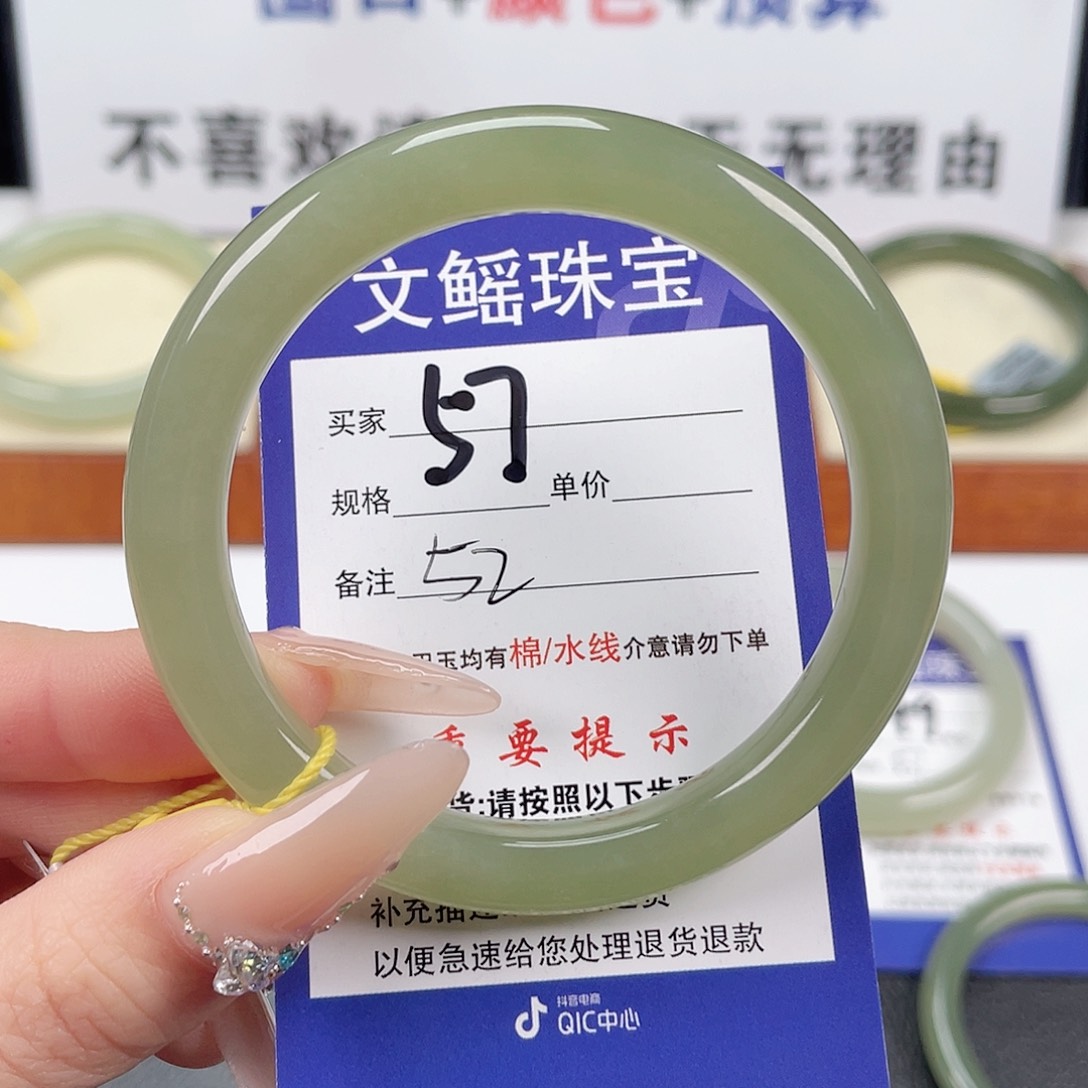 不喜欢 无理由
文鳐珠宝
买家 57
规格 单价
备注 52
玉均有棉/水线介意请勿下单
重要提示
货:请按照以下步
补充
以便急速给您处理退货退款
抖音电商
QIC中心